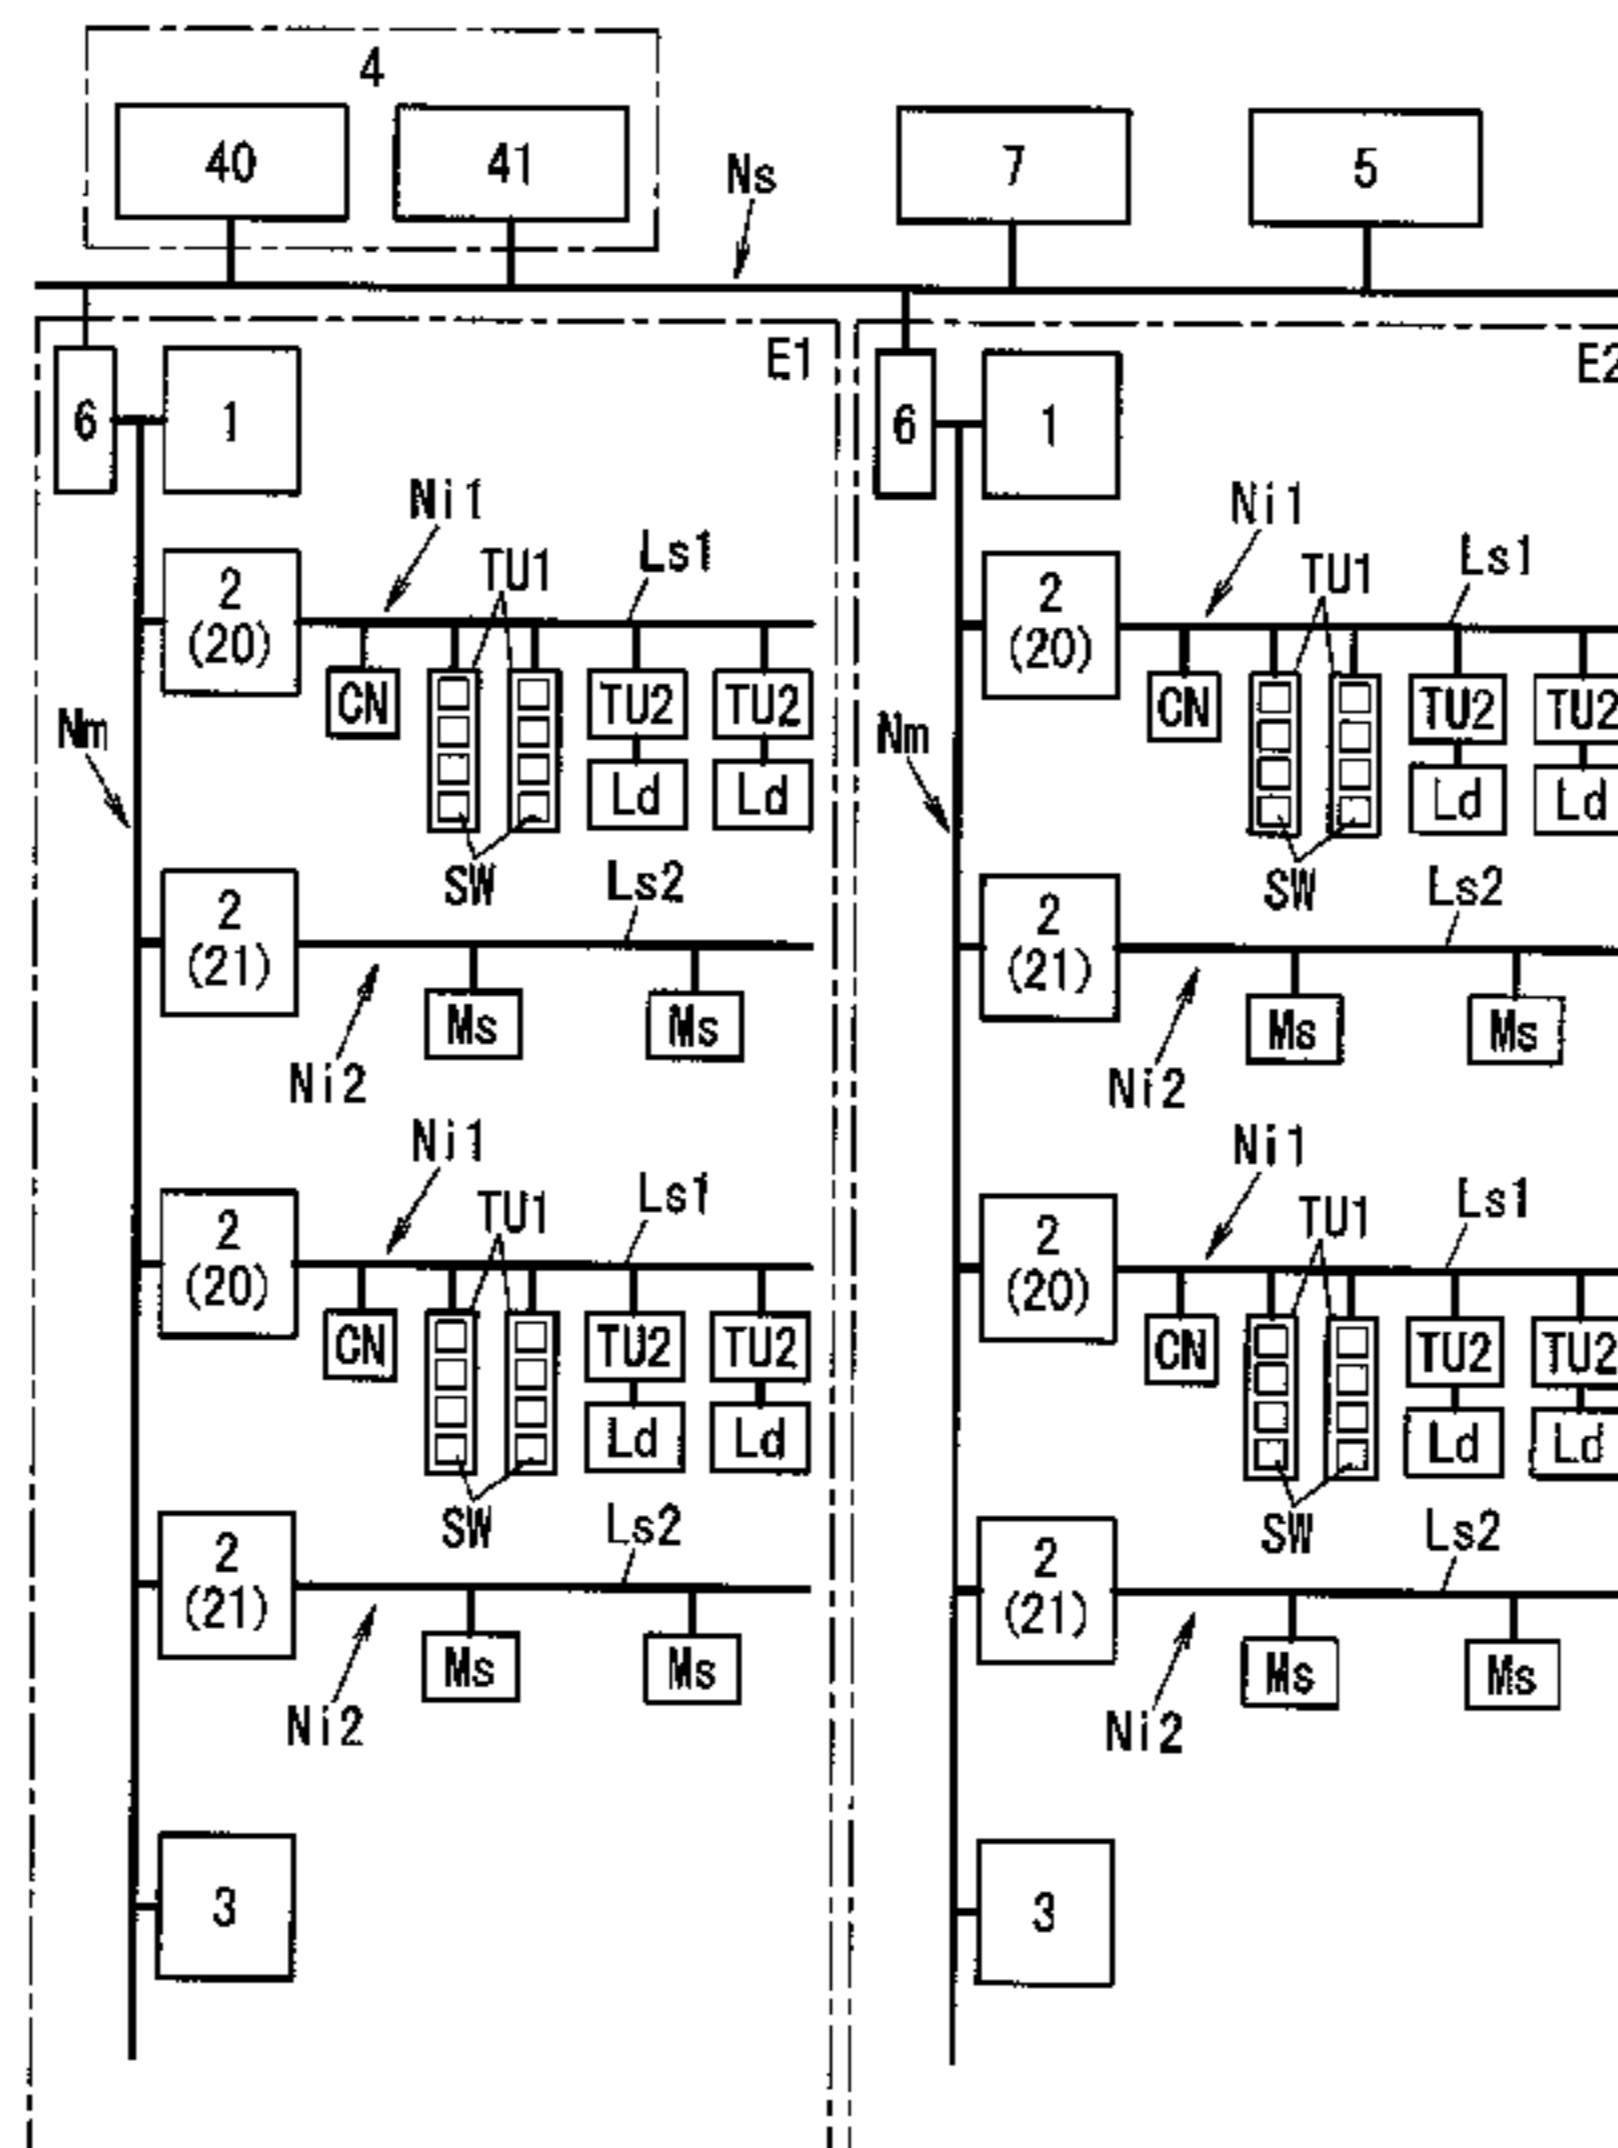 4
40
41
Ns
7
5
E1
E2
6
1
6
1
Ni1
TU1
Ls1
Ni1
TU1
Ls1
2
(20)
2
(20)
CN
TU2
TU2
CN
TU2
TU2
Nm
Nm
Ld
Ld
Ld
Ld
SW
Ls2
SW
Ls2
2
(21)
2
(21)
Ms
Ms
Ms
Ms
Ni2
Ni2
Ni1
TU1
Ls1
Ni1
TU1
Ls1
2
(20)
2
(20)
CN
TU2
TU2
CN
TU2
TU2
Ld
Ld
Ld
Ld
SW
Ls2
SW
Ls2
2
(21)
2
(21)
Ms
Ms
Ms
Ms
Ni2
Ni2
3
3